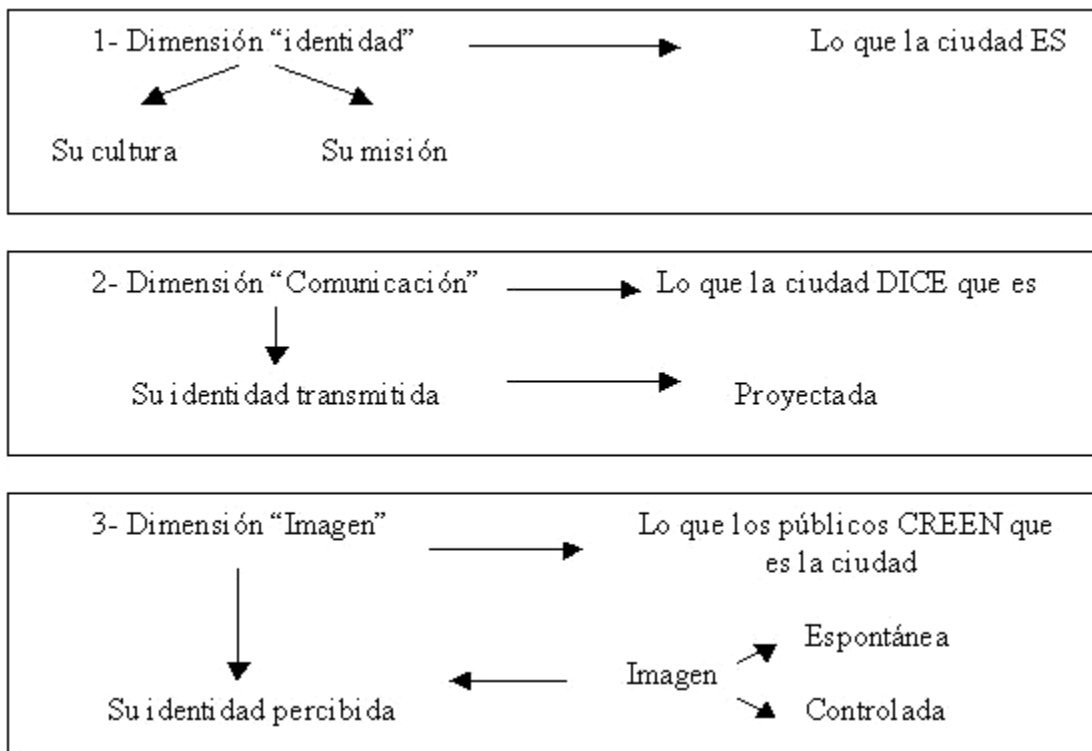 1- Dimensión “identidad”
Lo que la ciudad ES
Su cultura
Su misión
2- Dimensión “Comunicación”
Lo que la ciudad DICE que es
Su identidad transmitida
Proyectada
3- Dimensión “Imagen”
Lo que los públicos CREEN que
es la ciudad
Espontánea
Imagen
Controlada
Su identidad percibida